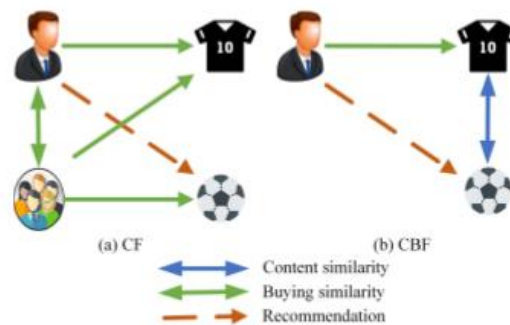 10
10
(a) CF
(b) CBF
Content similarity
Buying similarity
Recommendation